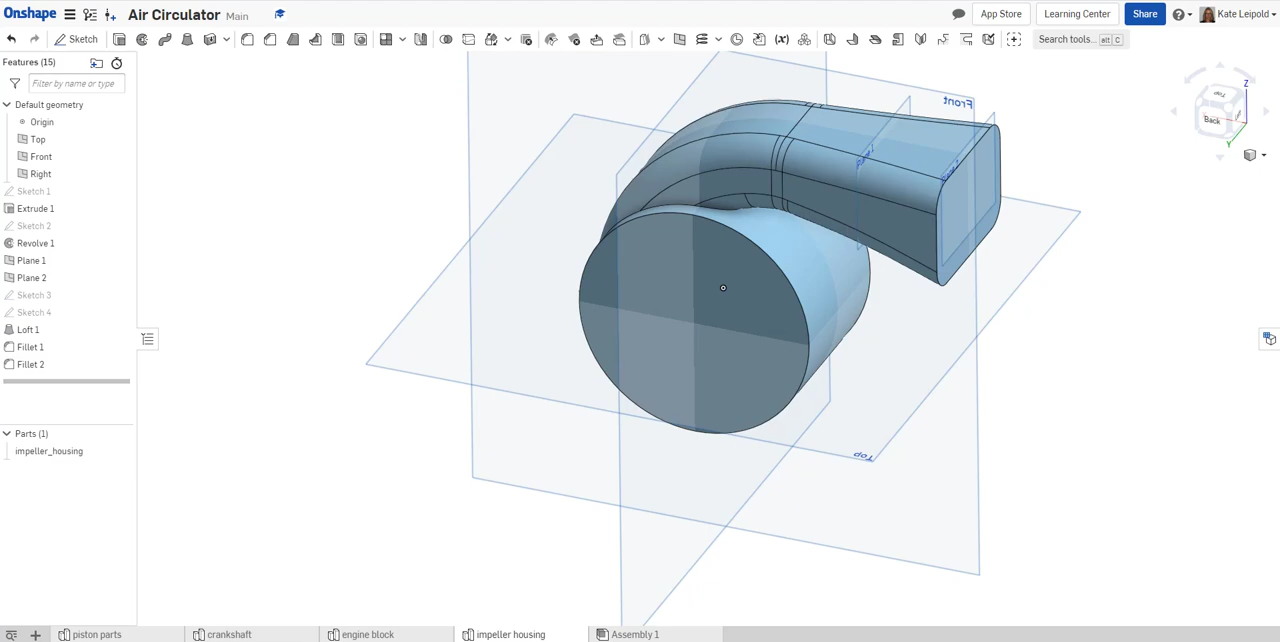 Onshape Air Circulator Main App Store Learning Center Share Kate Leipold
Sketch Search tools... alt C
Features (15)
Filter by name or type
Default geometry
Origin
Top
Front
Right
Sketch 1
Extrude 1
Sketch 2
Revolve 1
Plane 1
Plane 2
Sketch 3
Sketch 4
Loft 1
Fillet 1
Fillet 2
Parts (1)
impeller_housing
Front
Top
Top
Back
Z
Y
piston parts crankshaft engine block impeller housing Assembly 1